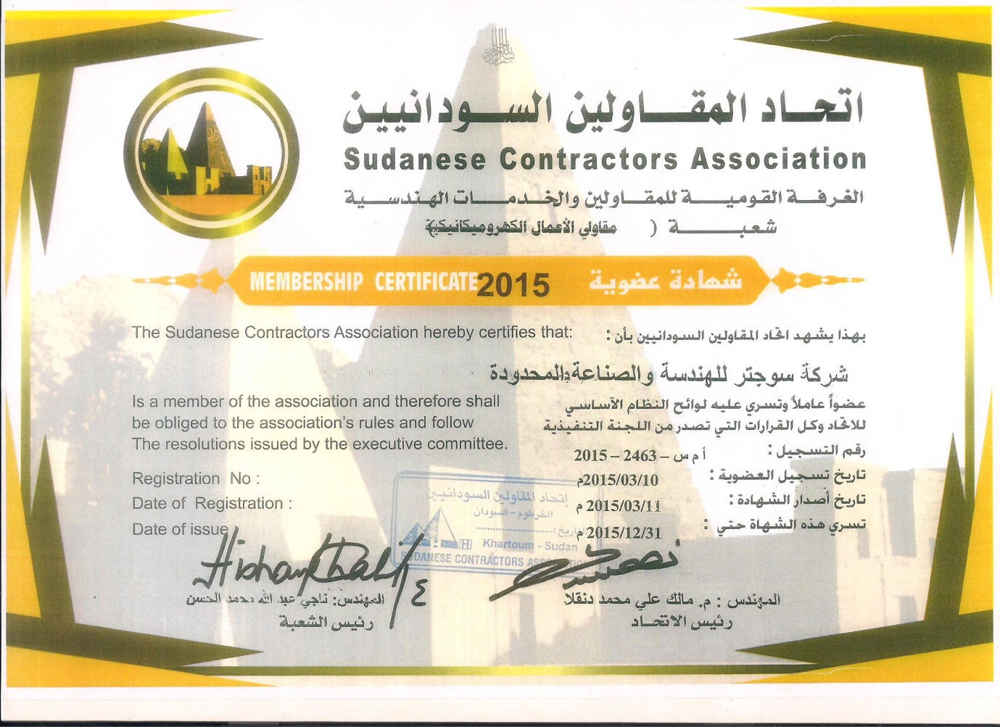 اتحاد المقاولين السودانيين
Sudanese Contractors Association
الغرفة القومية للمقاولين والخدمات الهندسية
شعبة ( مقاولي الأعمال الكهروميكانيكية)
MEMBERSHIP CERTIFICATE 2015 شهادة عضوية
The Sudanese Contractors Association hereby certifies that:
بهذا يشهد اتحاد المقاولين السودانيين بأن :
شركة سوجتر للهندسة والصناعة المحدودة
Is a member of the association and therefore shall
be obliged to the association's rules and follow
The resolutions issued by the executive committee.
عضواً عاملاً وتسري عليه لوائح النظام الآساسي
للاتحاد وكل القرارات التي تصدر من اللجنة التنفيذية
رقم التسجيل : أ م س – 2463 – 2015
Registration No :
تاريخ تسجيل العضوية : 2015/03/10م
Date of Registration :
تاريخ أصدار الشهادة : 2015/03/11 م
Date of issue
تسري هذه الشهاة حتي : 2015/12/31 م
إتحاد المقاولين السودانيين
الخرطوم - السودان
التاريخ :
Khartoum - Sudan
SUDANESE CONTRACTORS
Hisham
المهندس : م. مالك علي محمد دنقلا
رئيس الاتحاد
المهندس: ناجي عبد الله محمد الحسن
رئيس الشعبة